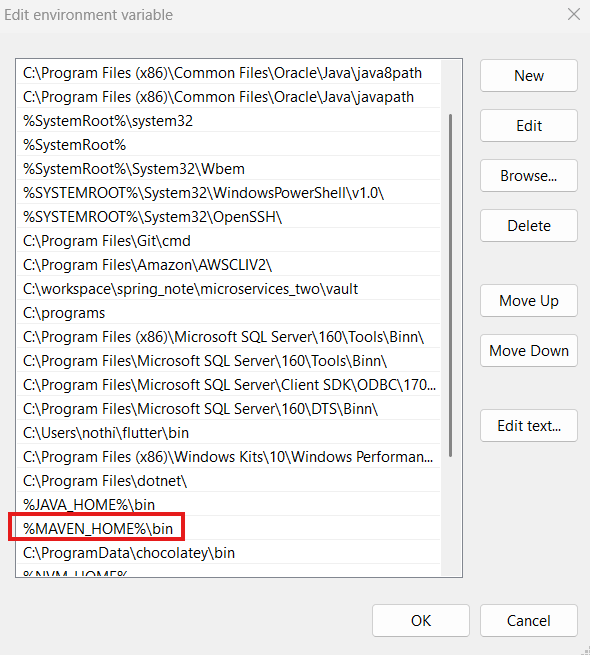 Edit environment variable
C:\Program Files (x86)\Common Files\Oracle\Java\java8path
C:\Program Files (x86)\Common Files\Oracle\Java\javapath
%SystemRoot%\system32
%SystemRoot%
%SystemRoot%\System32\Wbem
%SYSTEMROOT%\System32\WindowsPowerShell\v1.0\
%SYSTEMROOT%\System32\OpenSSH\
C:\Program Files\Git\cmd
C:\Program Files\Amazon\AWSCLIV2\
C:\workspace\spring_note\microservices_two\vault
C:\programs
C:\Program Files (x86)\Microsoft SQL Server\160\Tools\Binn\
C:\Program Files\Microsoft SQL Server\160\Tools\Binn\
C:\Program Files\Microsoft SQL Server\Client SDK\ODBC\170...
C:\Program Files\Microsoft SQL Server\160\DTS\Binn\
C:\Users\nothi\flutter\bin
C:\Program Files (x86)\Windows Kits\10\Windows Performan...
C:\Program Files\dotnet\
%JAVA_HOME%\bin
%MAVEN_HOME%\bin
C:\ProgramData\chocolatey\bin
%NVM_HOME%
New
Edit
Browse...
Delete
Move Up
Move Down
Edit text...
OK
Cancel